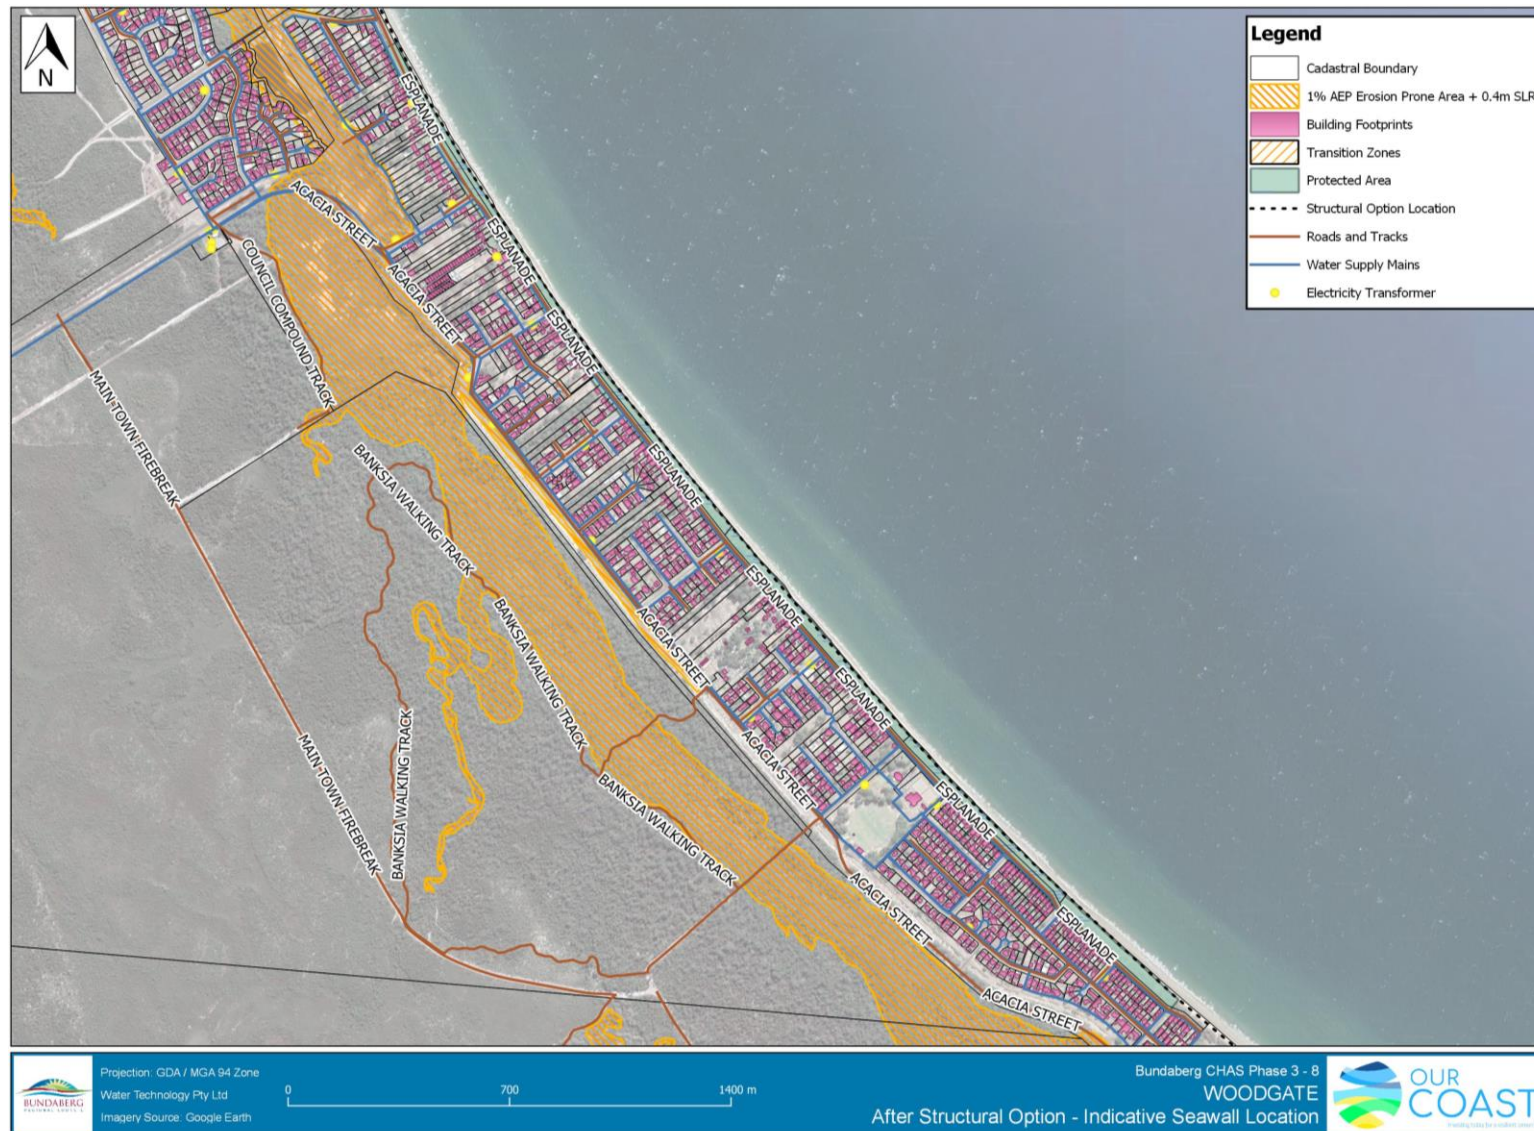 N
Legend
Cadastral Boundary
1% AEP Erosion Prone Area + 0.4m SLR
Building Footprints
Transition Zones
Protected Area
Structural Option Location
Roads and Tracks
Water Supply Mains
Electricity Transformer
ESPLANADE
ACACIA STREET
ESPLANADE
COUNCIL COMPOUND TRACK
ACACIA STREET
ESPLANADE
MAIN TOWN FIREBREAK
BANKSIA WALKING TRACK
ESPLANADE
ESPLANADE
BANKSIA WALKING TRACK
ACACIA STREET
ESPLANADE
MAIN TOWN FIREBREAK
BANKSIA WALKING TRACK
BANKSIA WALKING TRACK
ACACIA STREET
ESPLANADE
ACACIA STREET
ESPLANADE
ACACIA STREET
BUNDABERG
REGIONAL COUNCIL
Projection: GDA / MGA 94 Zone
Water Technology Pty Ltd
Imagery Source: Google Earth
0 700 1400 m
Bundaberg CHAS Phase 3 - 8
WOODGATE
After Structural Option - Indicative Seawall Location
OUR
COAST